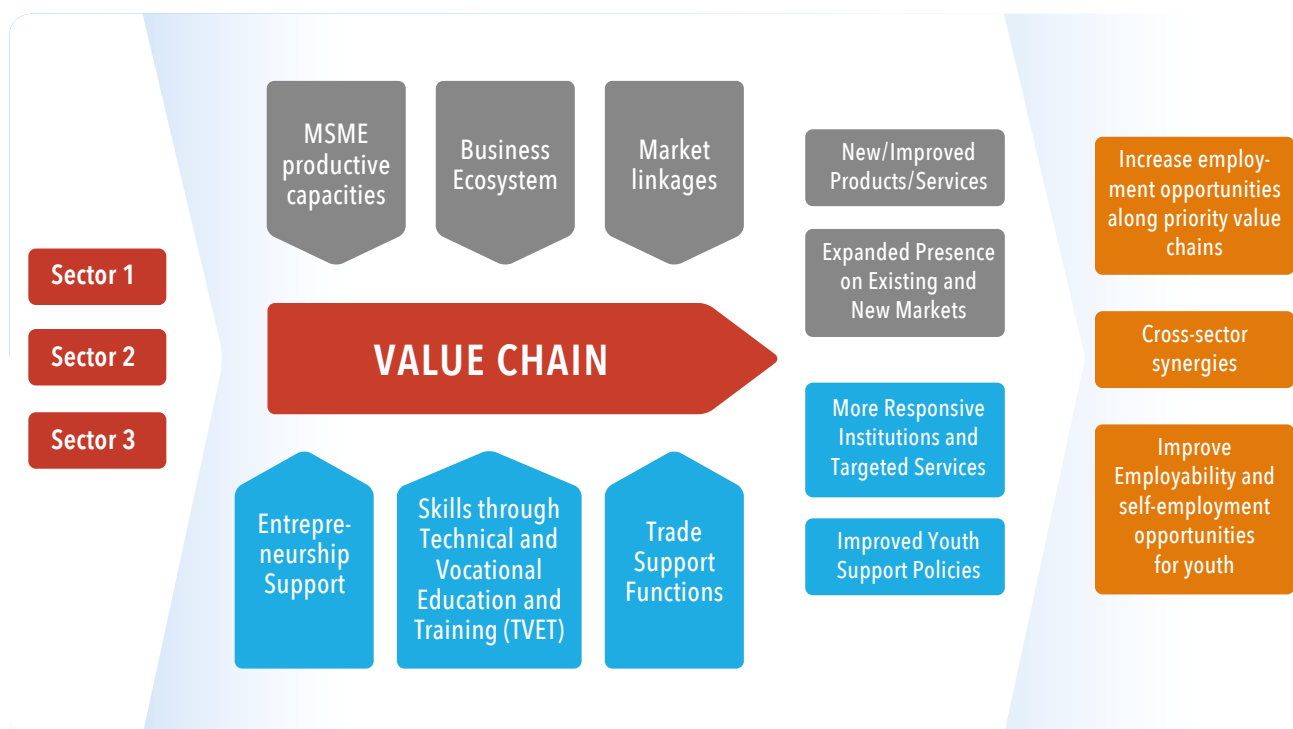 Sector 1
Sector 2
Sector 3
MSME
productive
capacities
Business
Ecosystem
Market
linkages
VALUE CHAIN
Entrepre-
neurship
Support
Skills through
Technical and
Vocational
Education and
Training (TVET)
Trade
Support
Functions
New/Improved
Products/Services
Expanded Presence
on Existing and
New Markets
More Responsive
Institutions and
Targeted Services
Improved Youth
Support Policies
Increase employ-
ment opportunities
along priority value
chains
Cross-sector
synergies
Improve
Employability and
self-employment
opportunities
for youth